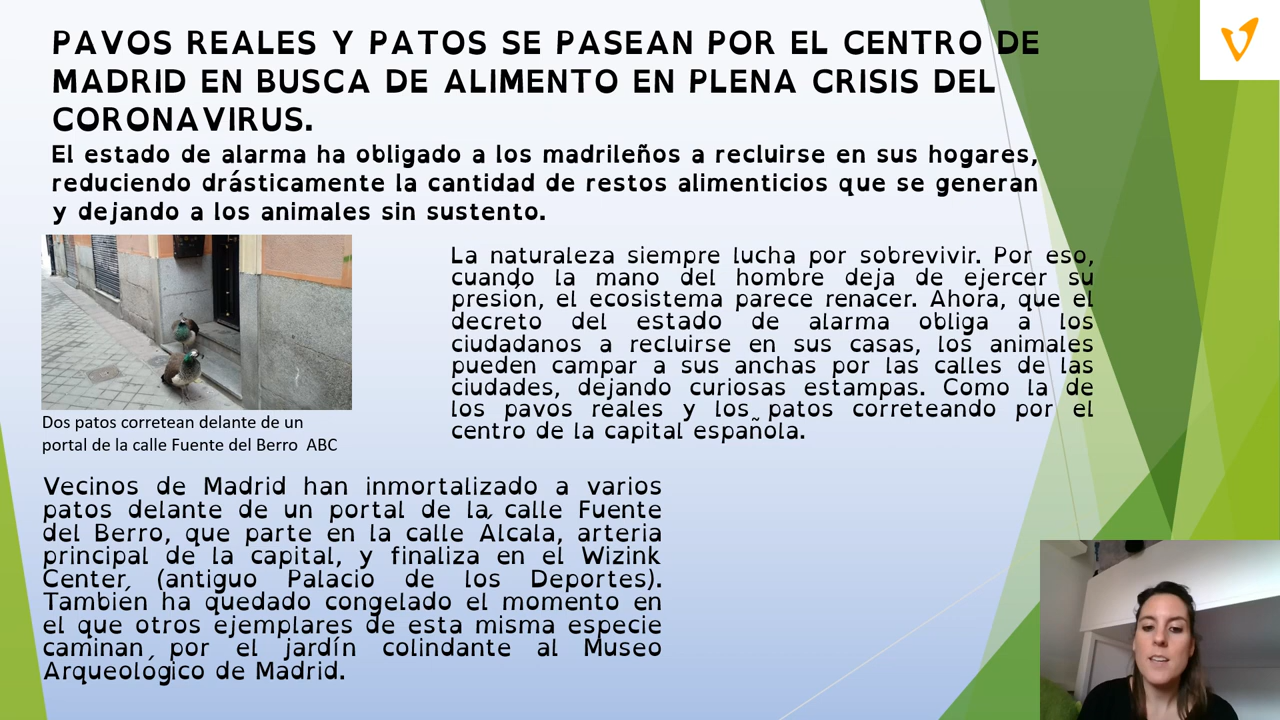 PAVOS REALES Y PATOS SE PASEAN POR EL CENTRO DE
MADRID EN BUSCA DE ALIMENTO EN PLENA CRISIS DEL
CORONAVIRUS.
El estado de alarma ha obligado a los madrileños a recluirse en sus hogares,
reduciendo drásticamente la cantidad de restos alimenticios que se generan
y dejando a los animales sin sustento.
La naturaleza siempre lucha por sobrevivir. Por eso,
cuando la mano del hombre deja de ejercer su
presión, el ecosistema parece renacer. Ahora, que el
decreto del estado de alarma obliga a los
ciudadanos a recluirse en sus casas, los animales
pueden campar a sus anchas por las calles de las
ciudades, dejando curiosas estampas. Como la de
los pavos reales y los patos correteando por el
centro de la capital española.
Dos patos corretean delante de un
portal de la calle Fuente del Berro ABC
Vecinos de Madrid han inmortalizado a varios
patos delante de un portal de la calle Fuente
del Berro, que parte en la calle Álcala, arteria
principal de la capital, y finaliza en el Wizink
Center, (antiguo Palacio de los Deportes).
También ha quedado congelado el momento en
el que otros ejemplares de esta misma especie
caminan por el jardín colindante al Museo
Arqueológico de Madrid.